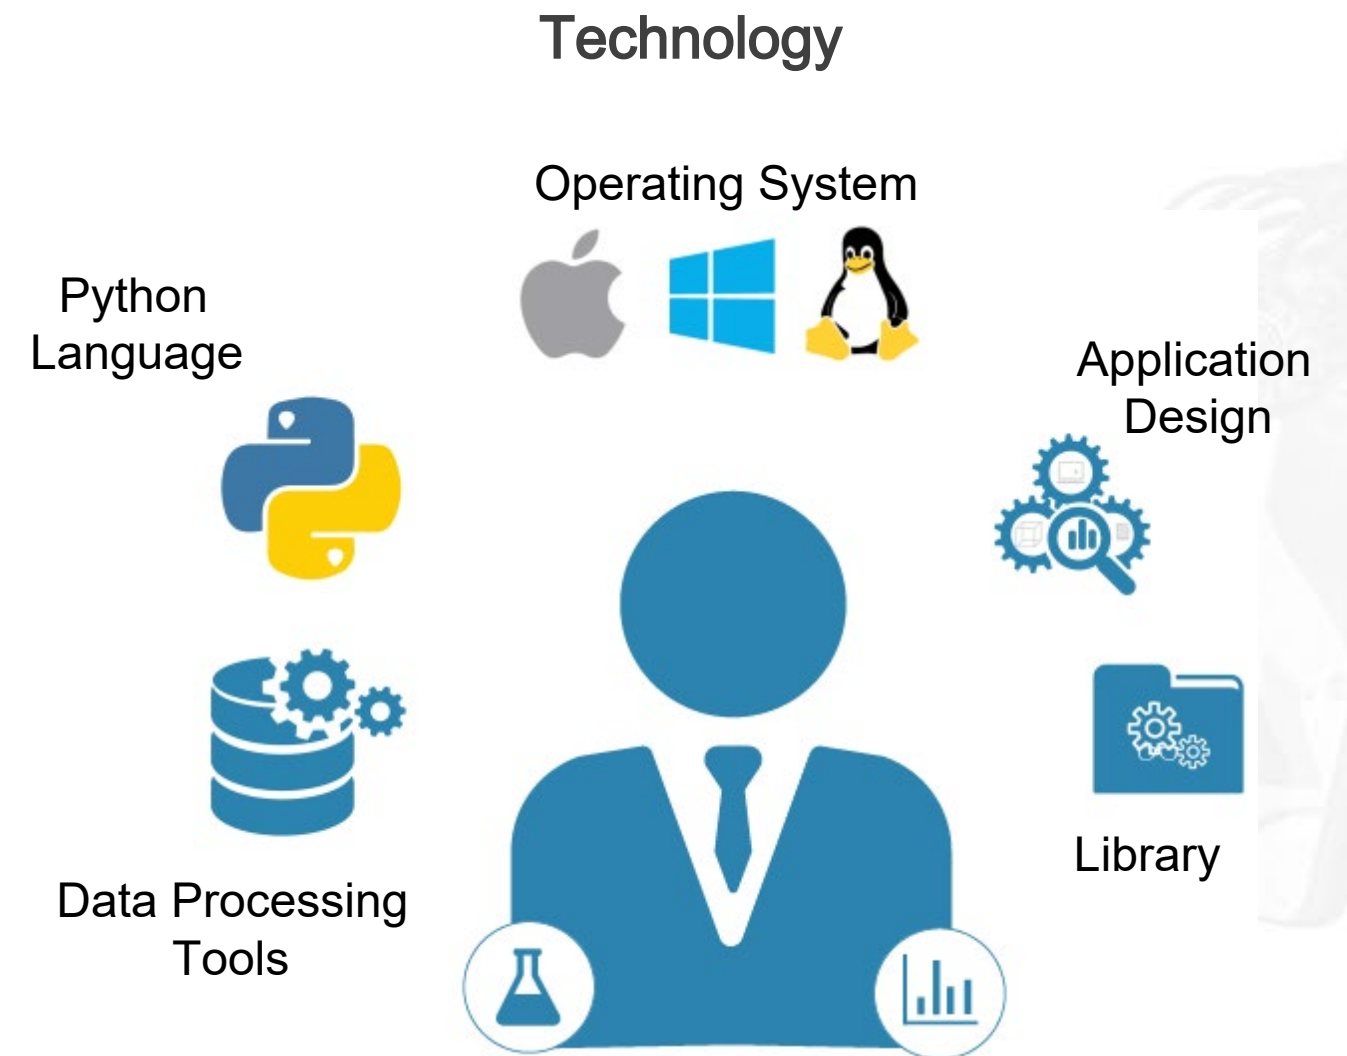 Technology
Operating System
Python
Language
Application
Design
Library
Data Processing
Tools